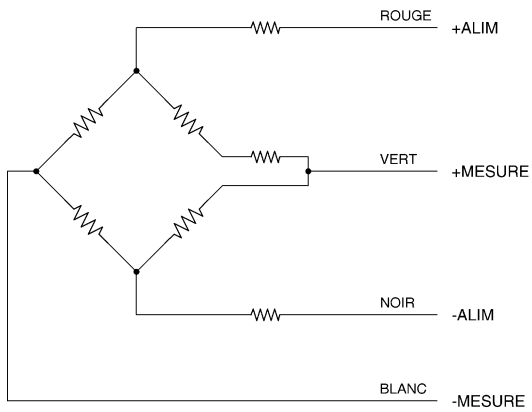 ROUGE +ALIM
VERT +MESURE
NOIR -ALIM
BLANC -MESURE